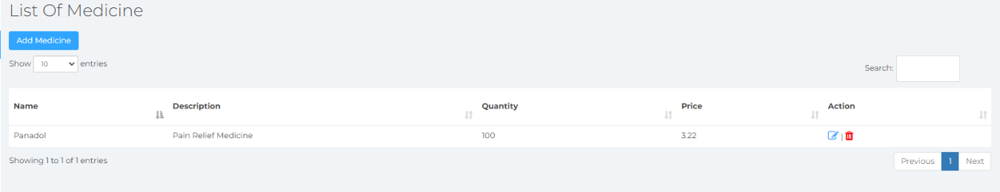 List Of Medicine
Add Medicine
Show 10 entries
Search:
Name Description Quantity Price Action
Panadol Pain Relief Medicine 100 3.22 |
Showing 1 to 1 of 1 entries
Previous 1 Next